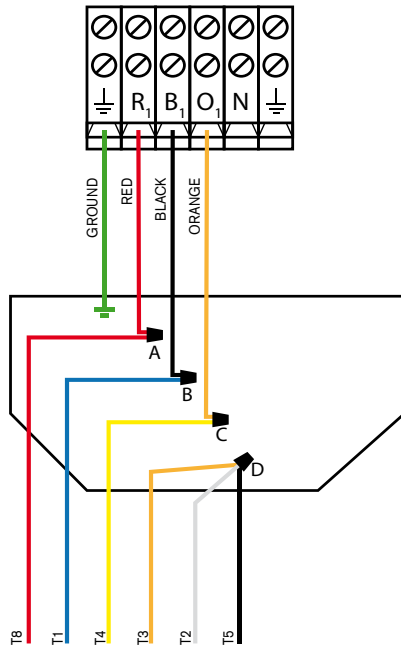 R1 B1 O1 N
GROUND
RED
BLACK
ORANGE
A
B
C
D
T8
T1
T4
T3
T2
T5